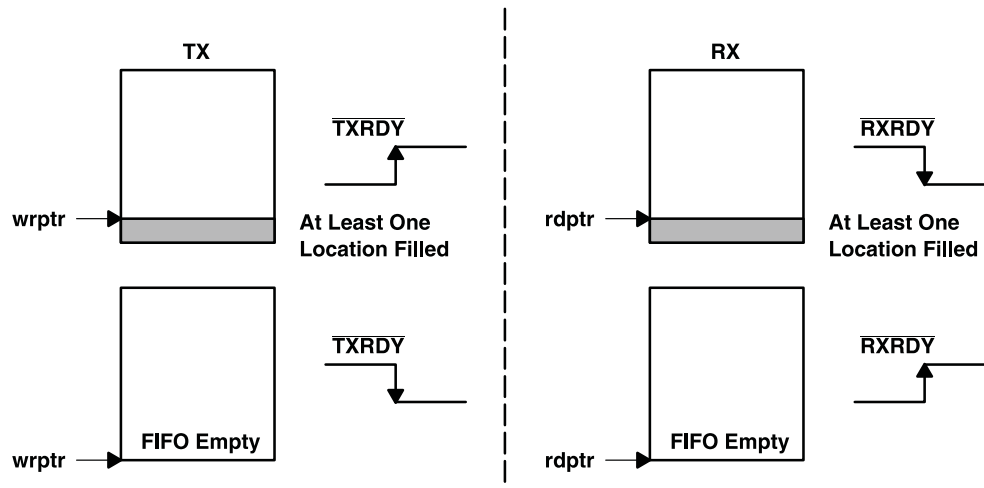 TX
TXRDY
wrptr
At Least One
Location Filled
TXRDY
FIFO Empty
wrptr
RX
RXRDY
rdptr
At Least One
Location Filled
RXRDY
FIFO Empty
rdptr